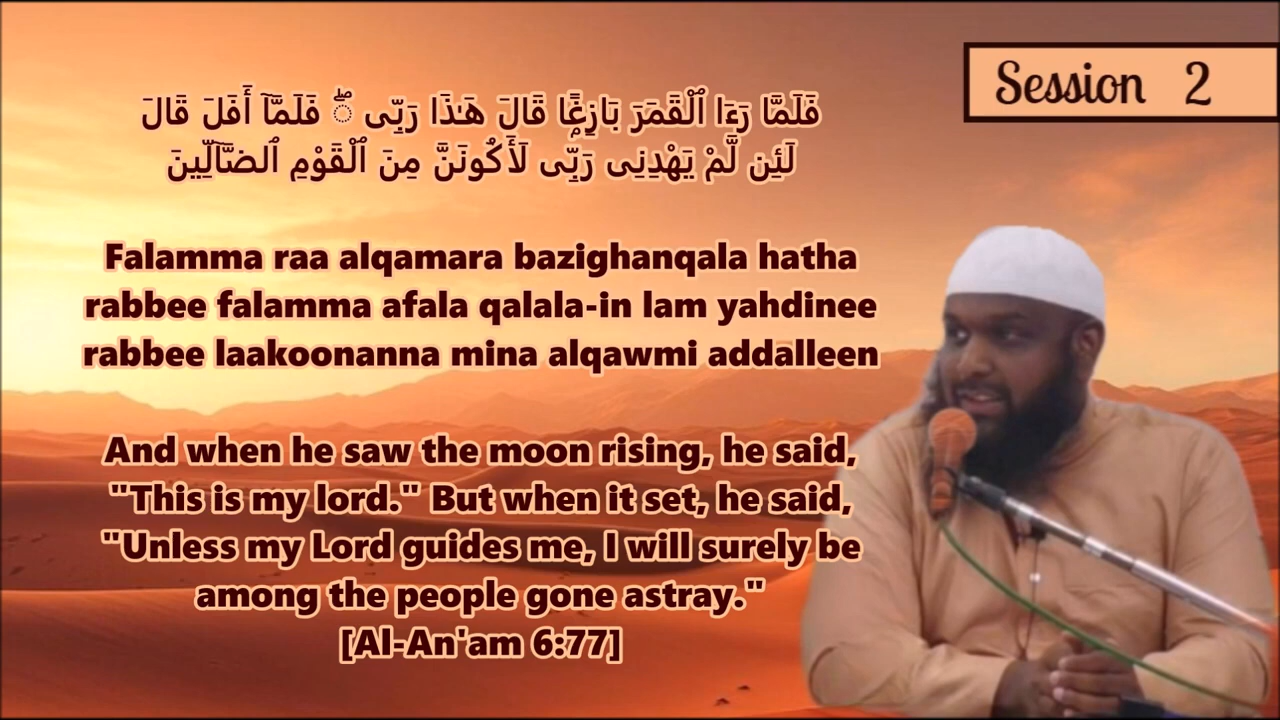 Session 2
فَلَمَّا رَءَا ٱلْقَمَرَ بَازِغًۭا قَالَ هَـٰذَا رَبِّى ۖ فَلَمَّآ أَفَلَ قَالَ
لَئِن لَّمْ يَهْدِنِى رَبِّى لَأَكُونَنَّ مِنَ ٱلْقَوْمِ ٱلضَّآلِّينَ
Falamma raa alqamara bazighanqala hatha
rabbee falamma afala qalala-in lam yahdinee
rabbee laakoonanna mina alqawmi addalleen
And when he saw the moon rising, he said,
"This is my lord." But when it set, he said,
"Unless my Lord guides me, I will surely be
among the people gone astray."
[Al-An'am 6:77]